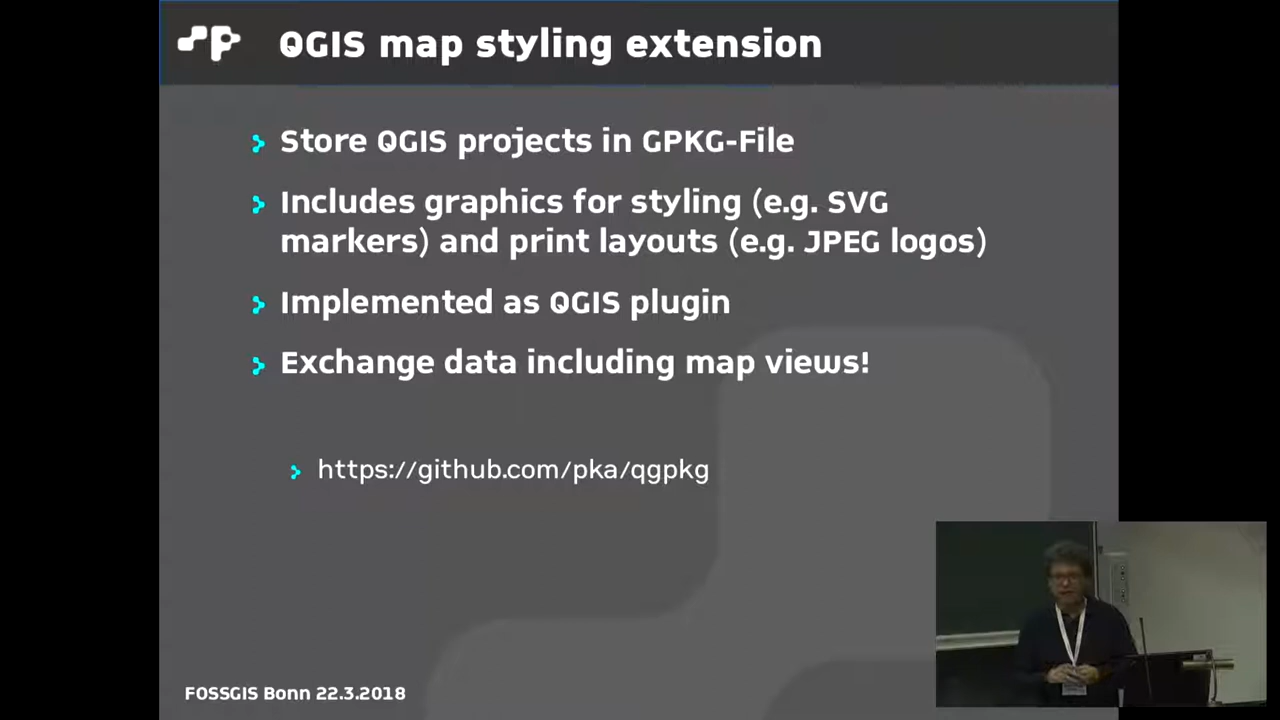 QGIS map styling extension
Store QGIS projects in GPKG-File
Includes graphics for styling (e.g. SVG
markers) and print layouts (e.g. JPEG logos)
Implemented as QGIS plugin
Exchange data including map views!
https://github.com/pka/qgpkg
FOSSGIS Bonn 22.3.2018